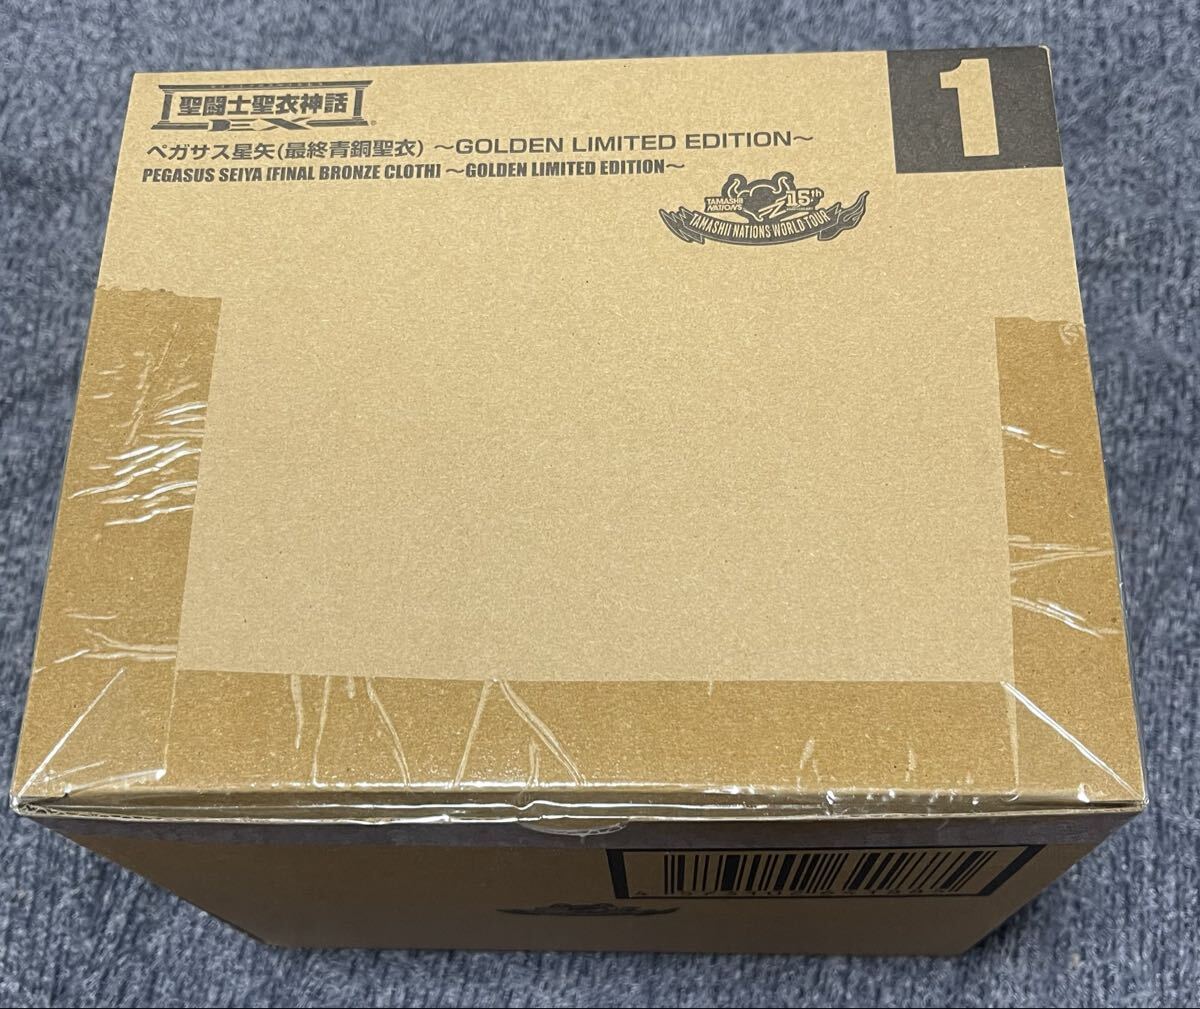 聖闘士聖衣神話
EX
1
ペガサス星矢(最終青銅聖衣) ～GOLDEN LIMITED EDITION～
PEGASUS SEIYA [FINAL BRONZE CLOTH] ～GOLDEN LIMITED EDITION～
TAMASHII
NATIONS
15th
ANNIVERSARY
TAMASHII NATIONS WORLD TOUR